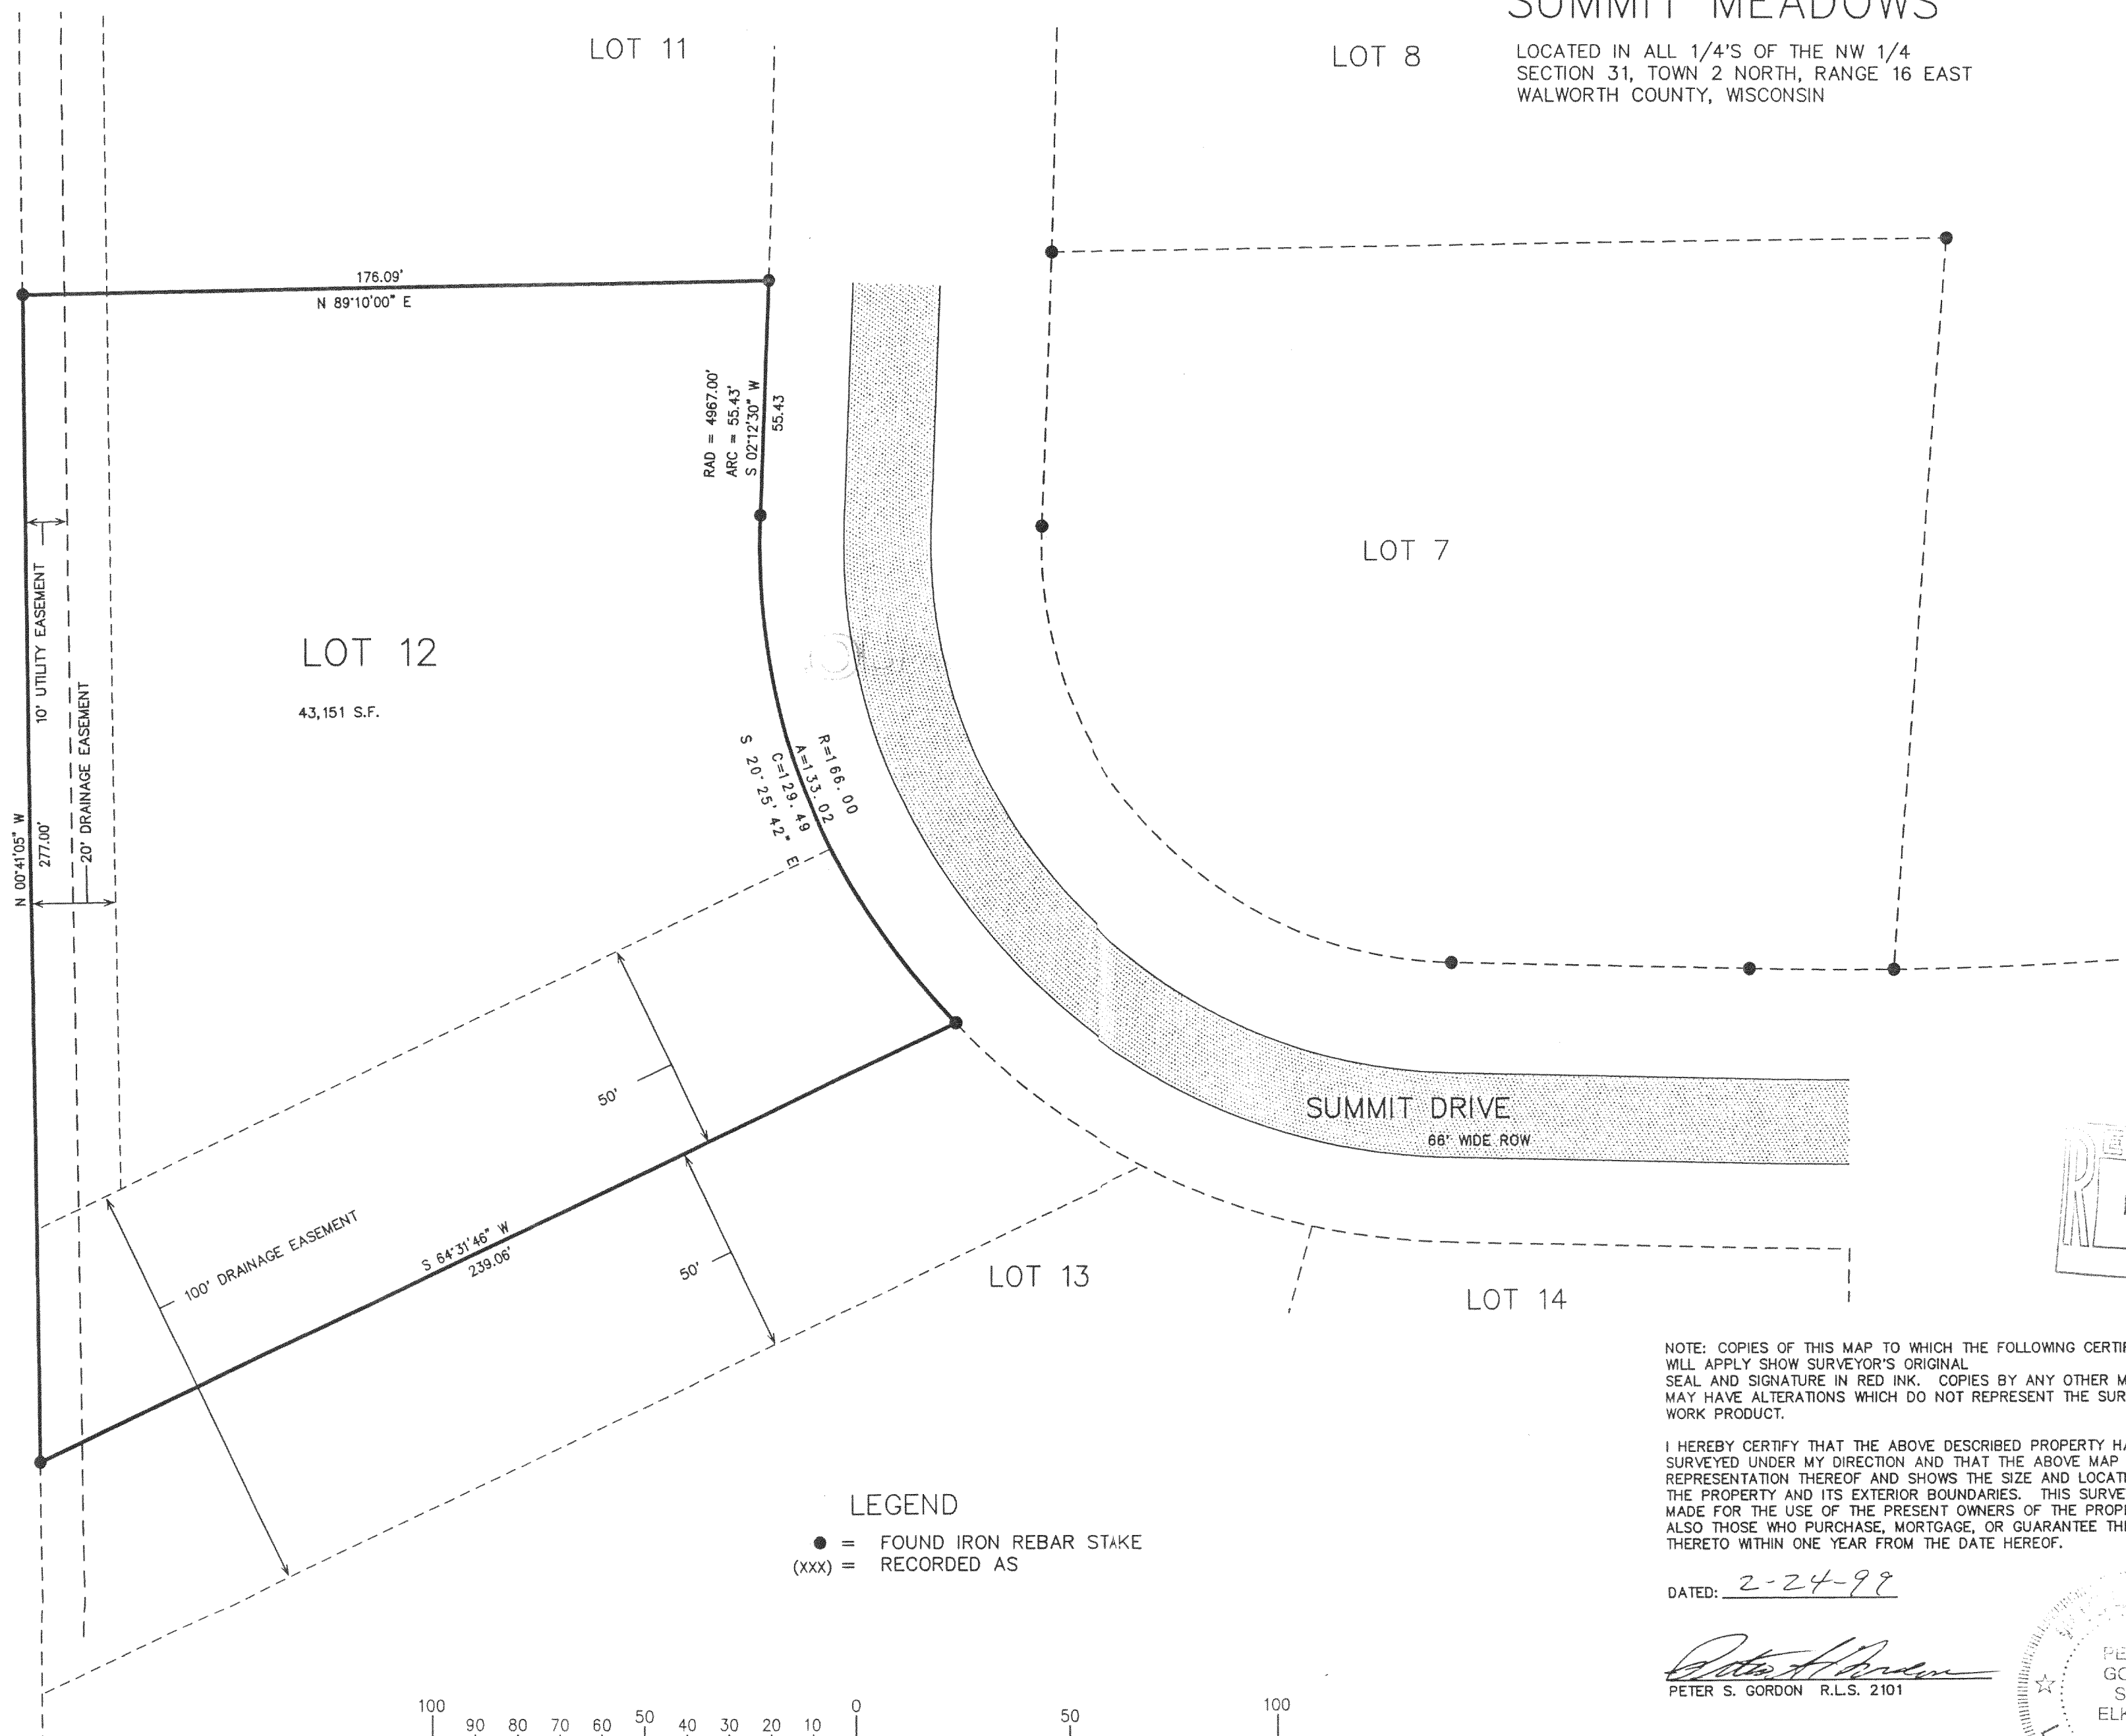 SUMMIT MEADOWS
LOCATED IN ALL 1/4'S OF THE NW 1/4
SECTION 31, TOWN 2 NORTH, RANGE 16 EAST
WALWORTH COUNTY, WISCONSIN
LOT 11
LOT 8
176.09'
N 89°10'00" E
RAD = 4967.00'
ARC = 55.43'
S 02°12'30" W
55.43
LOT 7
10' UTILITY EASEMENT
20' DRAINAGE EASEMENT
N 00°41'05" W
277.00'
LOT 12
43,151 S.F.
R=166.00
A=133.02
C=129.49
S 20°25'42" E
50'
SUMMIT DRIVE
66' WIDE ROW
100' DRAINAGE EASEMENT
S 64°31'46" W
239.06'
50'
LOT 13
LOT 14
NOTE: COPIES OF THIS MAP TO WHICH THE FOLLOWING
WILL APPLY SHOW SURVEYOR'S ORIGINAL
SEAL AND SIGNATURE IN RED INK. COPIES BY ANY OTHER
MAY HAVE ALTERATIONS WHICH DO NOT REPRESENT THE
WORK PRODUCT.
I HEREBY CERTIFY THAT THE ABOVE DESCRIBED PROPERTY
SURVEYED UNDER MY DIRECTION AND THAT THE ABOVE MAP
REPRESENTATION THEREOF AND SHOWS THE SIZE AND
THE PROPERTY AND ITS EXTERIOR BOUNDARIES. THIS
MADE FOR THE USE OF THE PRESENT OWNERS OF THE
ALSO THOSE WHO PURCHASE, MORTGAGE, OR GUARANTEE
THERETO WITHIN ONE YEAR FROM THE DATE HEREOF.
LEGEND
● = FOUND IRON REBAR STAKE
(XXX) = RECORDED AS
DATED: 2-24-99
PETER S. GORDON R.L.S. 2101
100 90 80 70 60 50 40 30 20 10 0 50 100